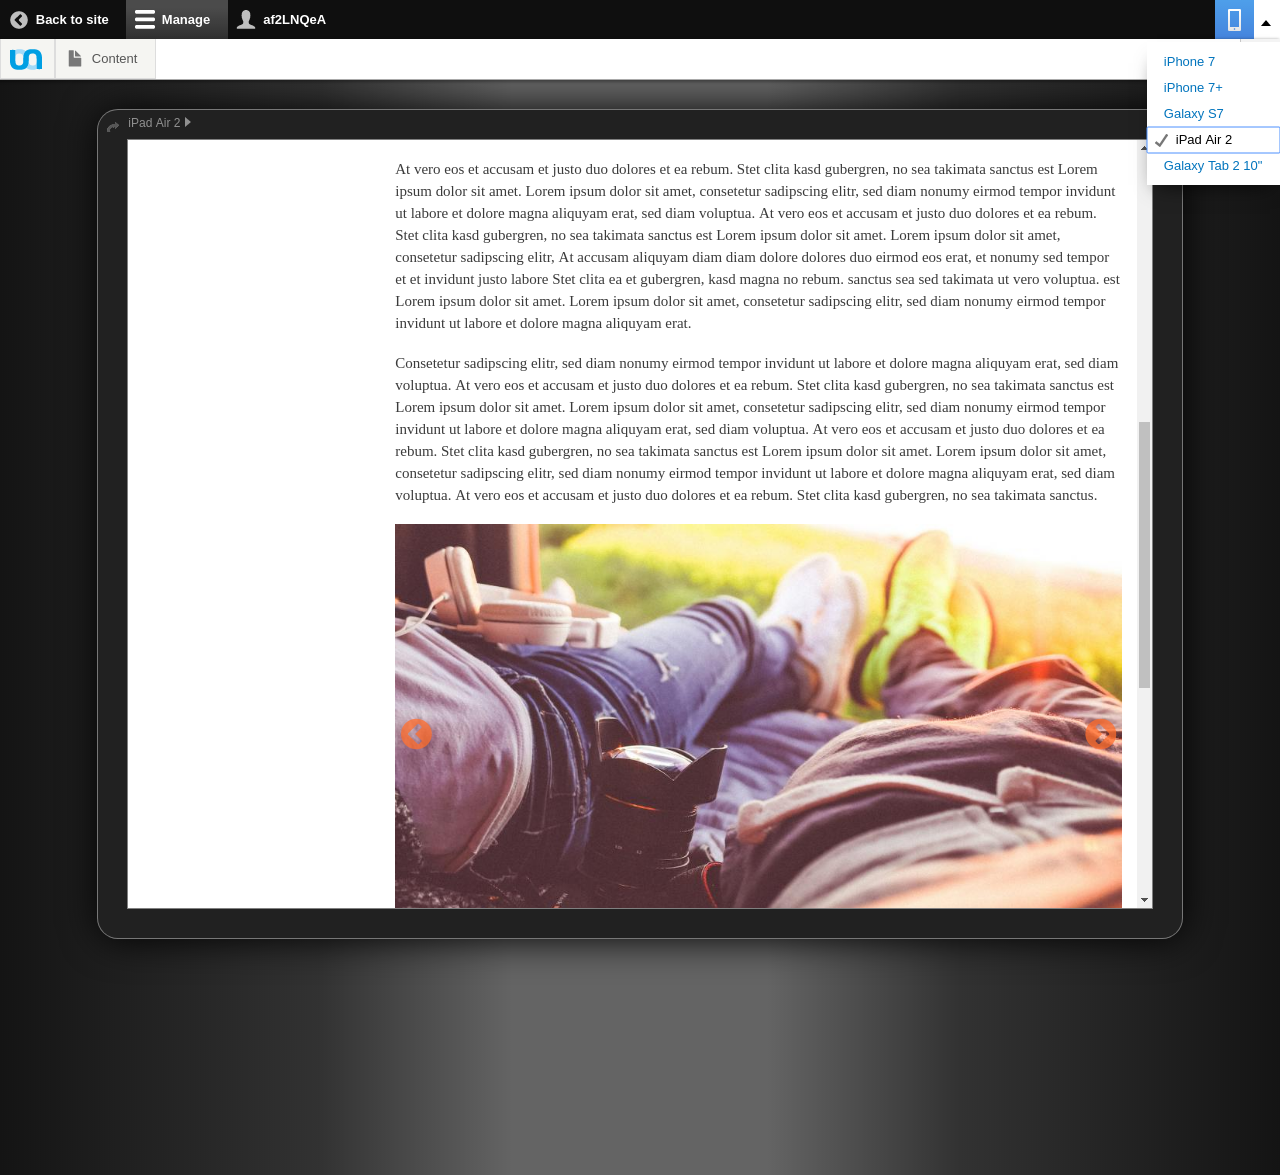 Back to site
Manage
af2LNQeA
Content
iPhone 7
iPhone 7+
Galaxy S7
iPad Air 2
Galaxy Tab 2 10"
iPad Air 2
At vero eos et accusam et justo duo dolores et ea rebum. Stet clita kasd gubergren, no sea takimata sanctus est Lorem
ipsum dolor sit amet. Lorem ipsum dolor sit amet, consetetur sadipscing elitr, sed diam nonumy eirmod tempor invidunt
ut labore et dolore magna aliquyam erat, sed diam voluptua. At vero eos et accusam et justo duo dolores et ea rebum.
Stet clita kasd gubergren, no sea takimata sanctus est Lorem ipsum dolor sit amet. Lorem ipsum dolor sit amet,
consetetur sadipscing elitr, At accusam aliquyam diam diam dolore dolores duo eirmod eos erat, et nonumy sed tempor
et et invidunt justo labore Stet clita ea et gubergren, kasd magna no rebum. sanctus sea sed takimata ut vero voluptua. est
Lorem ipsum dolor sit amet. Lorem ipsum dolor sit amet, consetetur sadipscing elitr, sed diam nonumy eirmod tempor
invidunt ut labore et dolore magna aliquyam erat.
Consetetur sadipscing elitr, sed diam nonumy eirmod tempor invidunt ut labore et dolore magna aliquyam erat, sed diam
voluptua. At vero eos et accusam et justo duo dolores et ea rebum. Stet clita kasd gubergren, no sea takimata sanctus est
Lorem ipsum dolor sit amet. Lorem ipsum dolor sit amet, consetetur sadipscing elitr, sed diam nonumy eirmod tempor
invidunt ut labore et dolore magna aliquyam erat, sed diam voluptua. At vero eos et accusam et justo duo dolores et ea
rebum. Stet clita kasd gubergren, no sea takimata sanctus est Lorem ipsum dolor sit amet. Lorem ipsum dolor sit amet,
consetetur sadipscing elitr, sed diam nonumy eirmod tempor invidunt ut labore et dolore magna aliquyam erat, sed diam
voluptua. At vero eos et accusam et justo duo dolores et ea rebum. Stet clita kasd gubergren, no sea takimata sanctus.